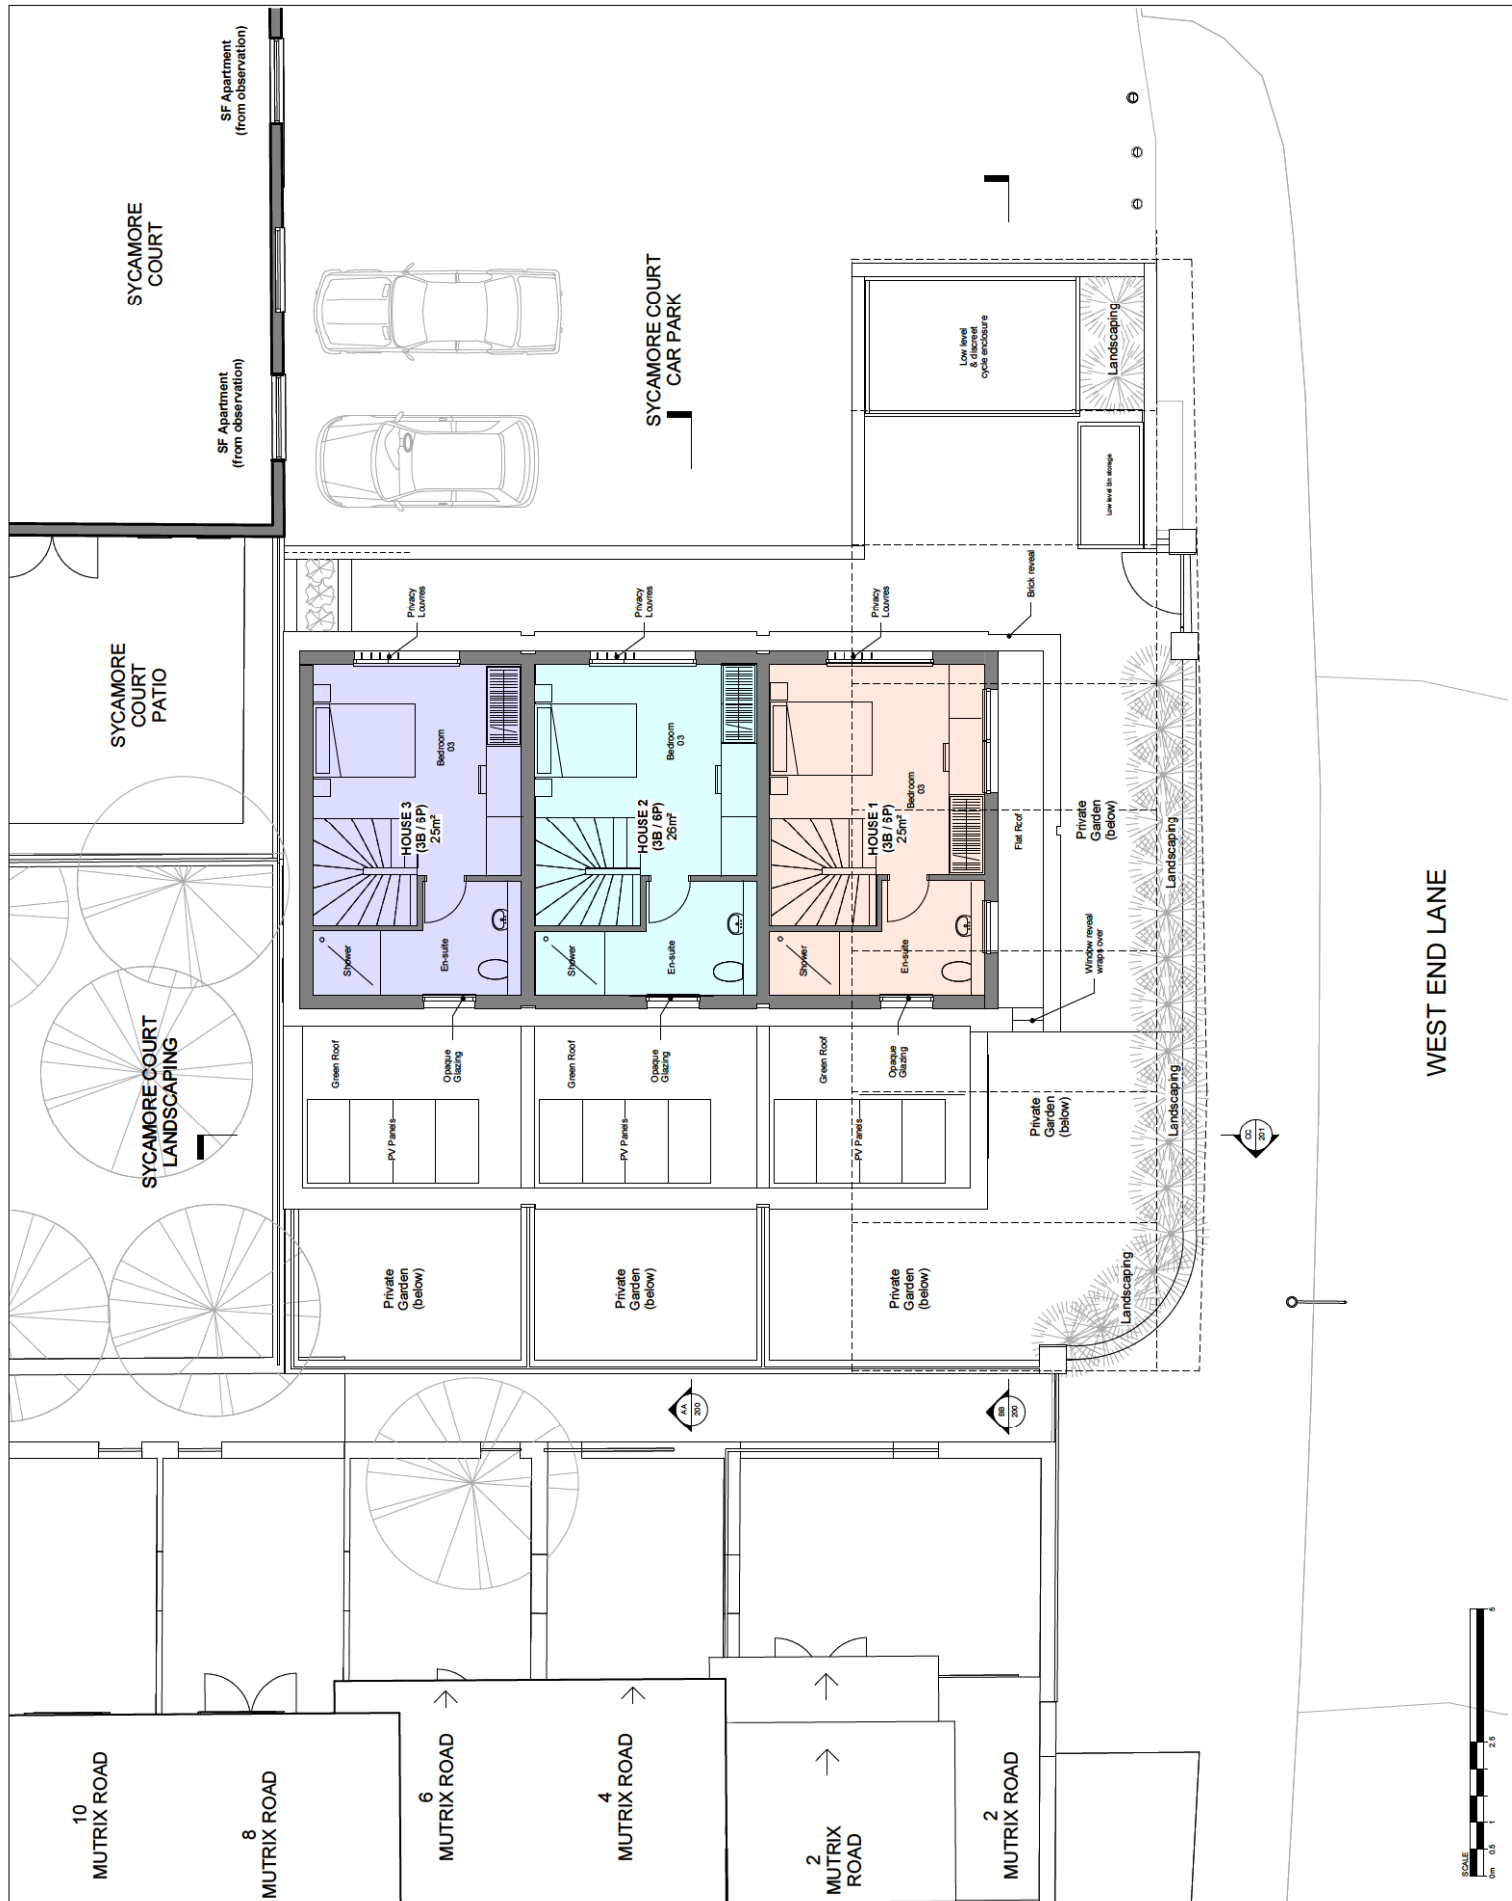 SF Apartment
(from observation)
SYCAMORE
COURT
SF Apartment
(from observation)
SYCAMORE COURT
CAR PARK
Low level
& discreet
cycle enclosure
Landscaping
Low level bin storage
SYCAMORE
COURT
PATIO
Privacy
Louvres
Privacy
Louvres
Privacy
Louvres
Brick reveal
Bedroom
03
HOUSE 3
(3B / 6P)
25m²
Shower
En-suite
Bedroom
03
HOUSE 2
(3B / 6P)
26m²
Shower
En-suite
Bedroom
03
HOUSE 1
(3B / 6P)
25m²
Shower
En-suite
Flat Roof
Private
Garden
(below)
Landscaping
Window reveal
wraps over
WEST END LANE
SYCAMORE COURT
LANDSCAPING
Green Roof
Opaque
Glazing
PV Panels
Green Roof
Opaque
Glazing
PV Panels
Green Roof
Opaque
Glazing
PV Panels
Private
Garden
(below)
Landscaping
CC
201
Private
Garden
(below)
Private
Garden
(below)
Private
Garden
(below)
Landscaping
AA
200
BB
200
10
MUTRIX ROAD
8
MUTRIX ROAD
6
MUTRIX ROAD
4
MUTRIX ROAD
2
MUTRIX
ROAD
2
MUTRIX ROAD
SCALE
0m 0.5 1 2.5 5